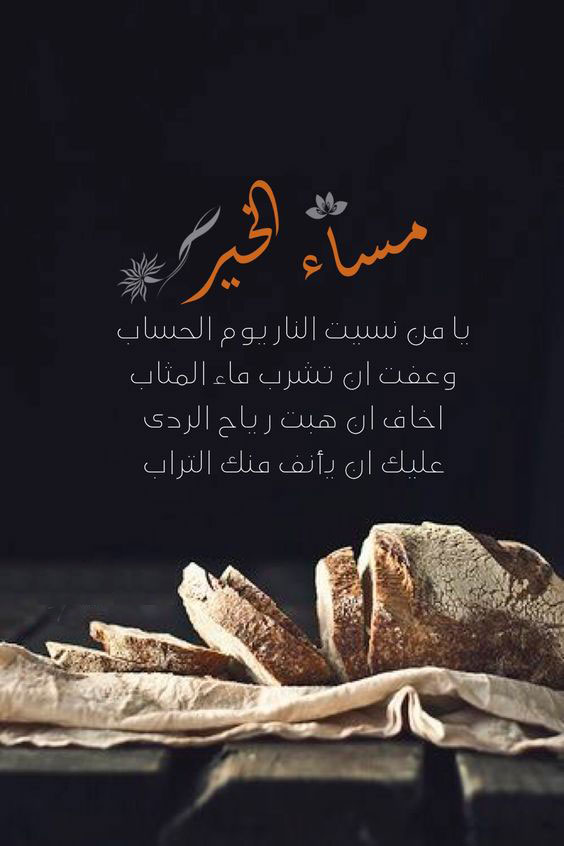 مساء الخير
يا من نسيت النار يوم الحساب
وعفت ان تشرب ماء المثاب
اخاف ان هبت رياح الردى
عليك ان يأنف منك التراب